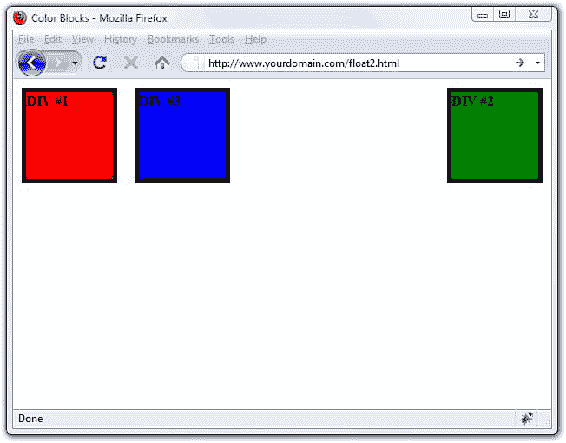 Color Blocks - Mozilla Firefox
File Edit View History Bookmarks Tools Help
http://www.yourdomain.com/float2.html
DIV #1 DIV #3 DIV #2
Done